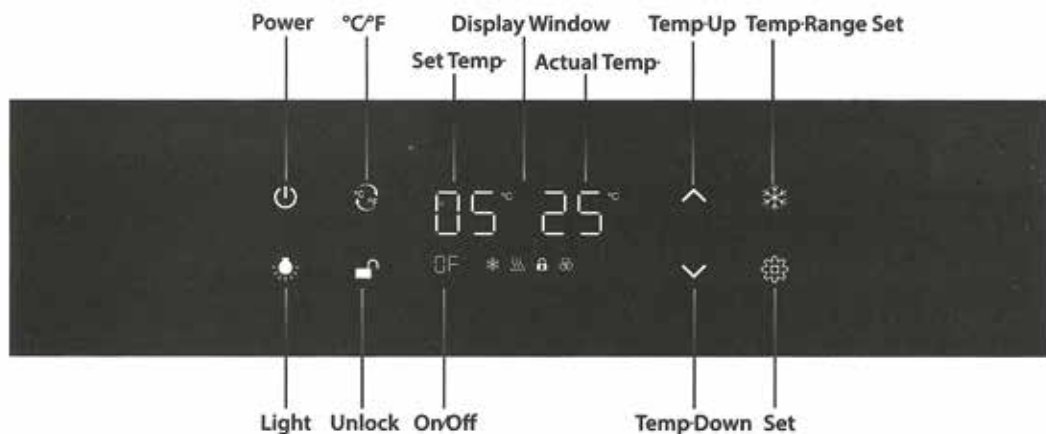 Power °C/°F Display Window Temp·Up Temp·Range Set
Set Temp· Actual Temp·
°C °F 05 °C 25 °C
OF
Light Unlock On/Off Temp·Down Set